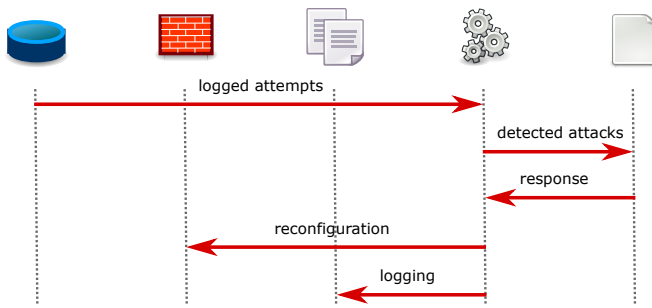 logged attempts
detected attacks
response
reconfiguration
logging